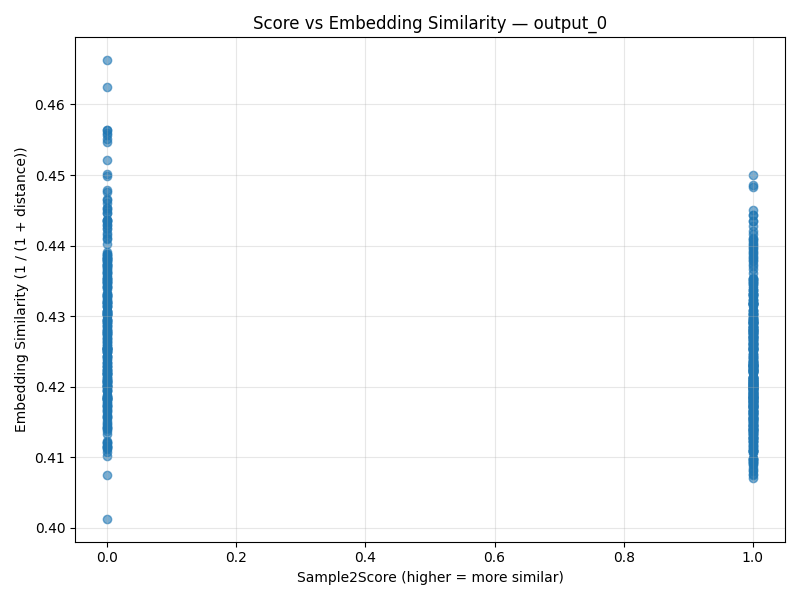 Score vs Embedding Similarity — output_0
Embedding Similarity (1 / (1 + distance))
0.46
0.45
0.44
0.43
0.42
0.41
0.40
0.0 0.2 0.4 0.6 0.8 1.0
Sample2Score (higher = more similar)